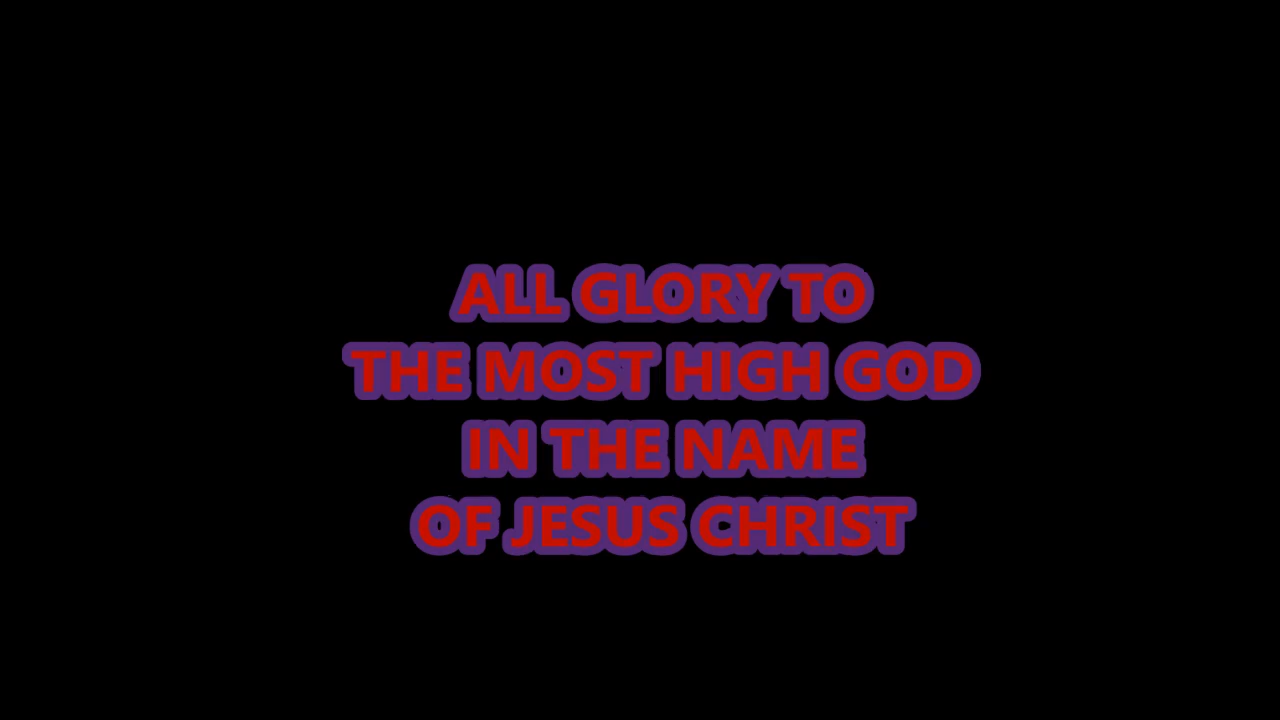 ALL GLORY TO
THE MOST HIGH GOD
IN THE NAME
OF JESUS CHRIST